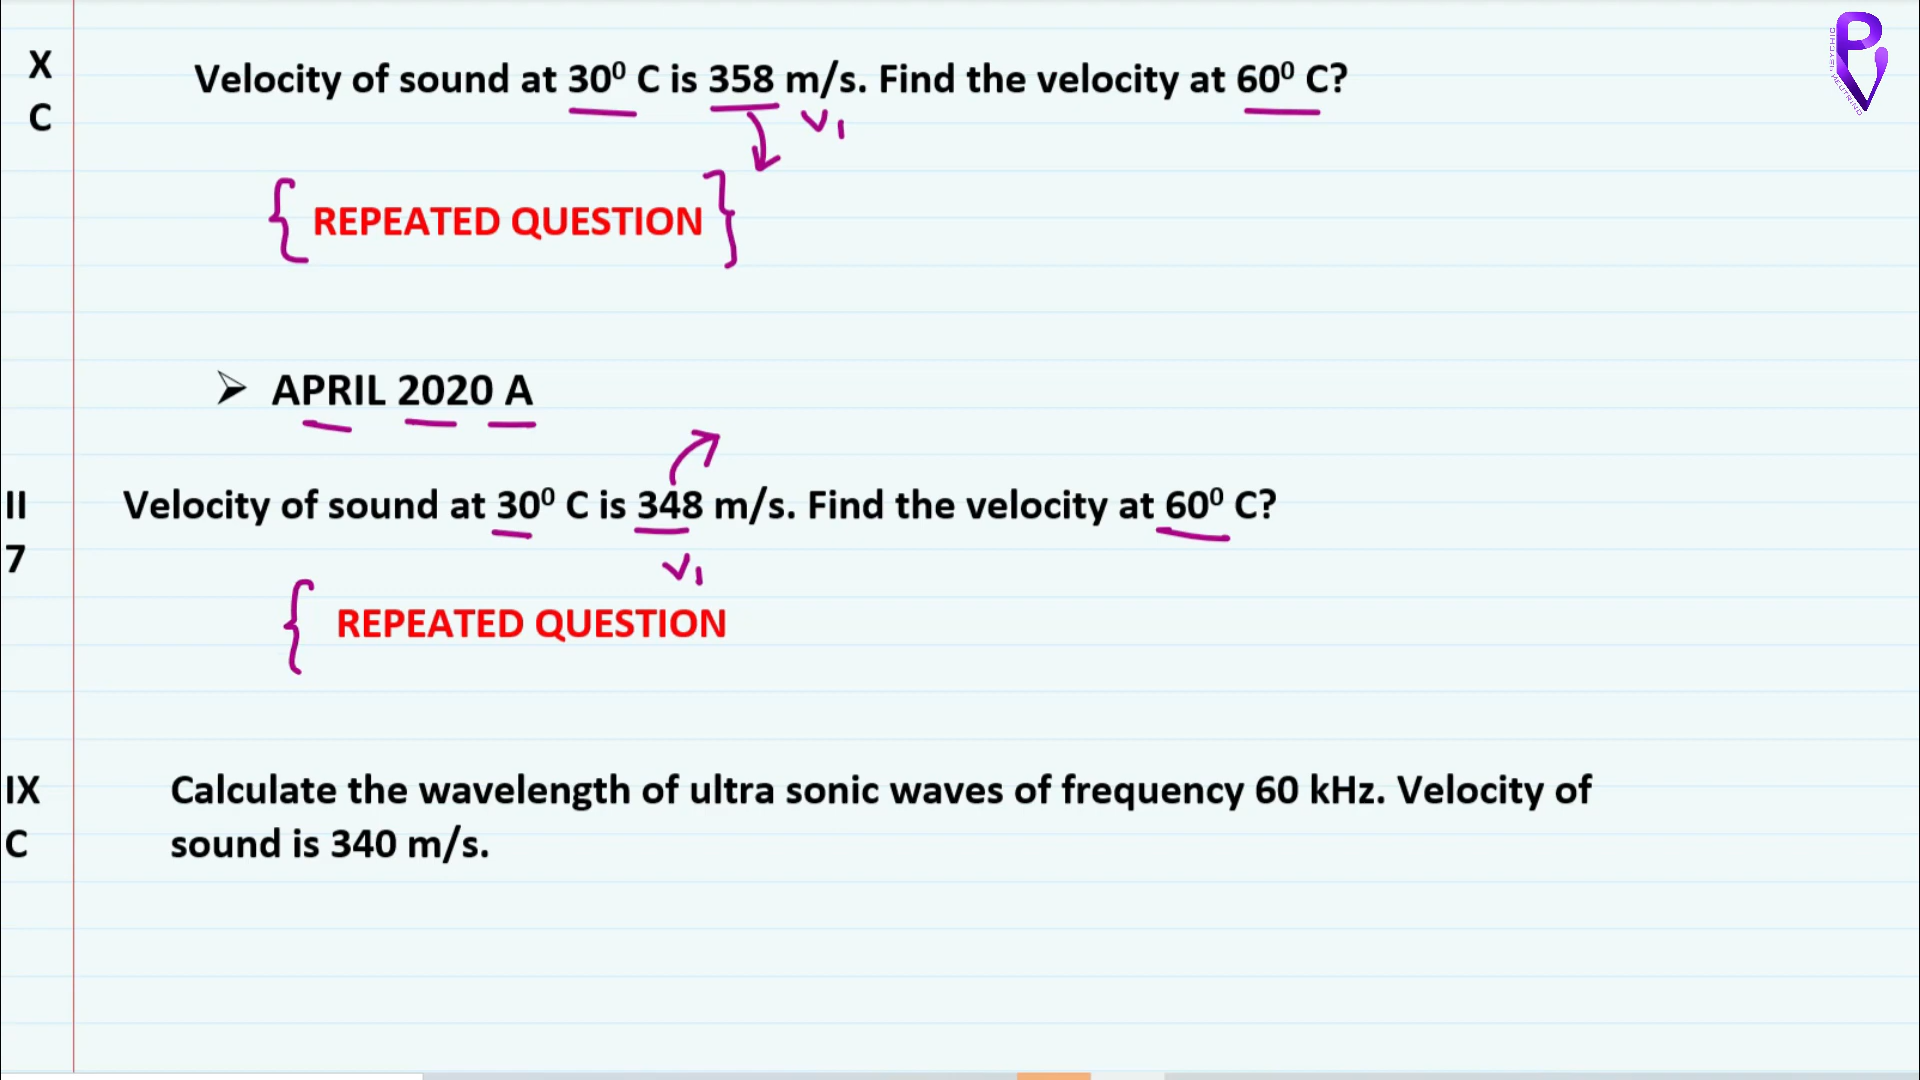 X
C
Velocity of sound at 30⁰ C is 358 m/s. Find the velocity at 60⁰ C?
V₁
{ REPEATED QUESTION }
➢ APRIL 2020 A
II
7
Velocity of sound at 30⁰ C is 348 m/s. Find the velocity at 60⁰ C?
V₁
{ REPEATED QUESTION
IX
C
Calculate the wavelength of ultra sonic waves of frequency 60 kHz. Velocity of
sound is 340 m/s.